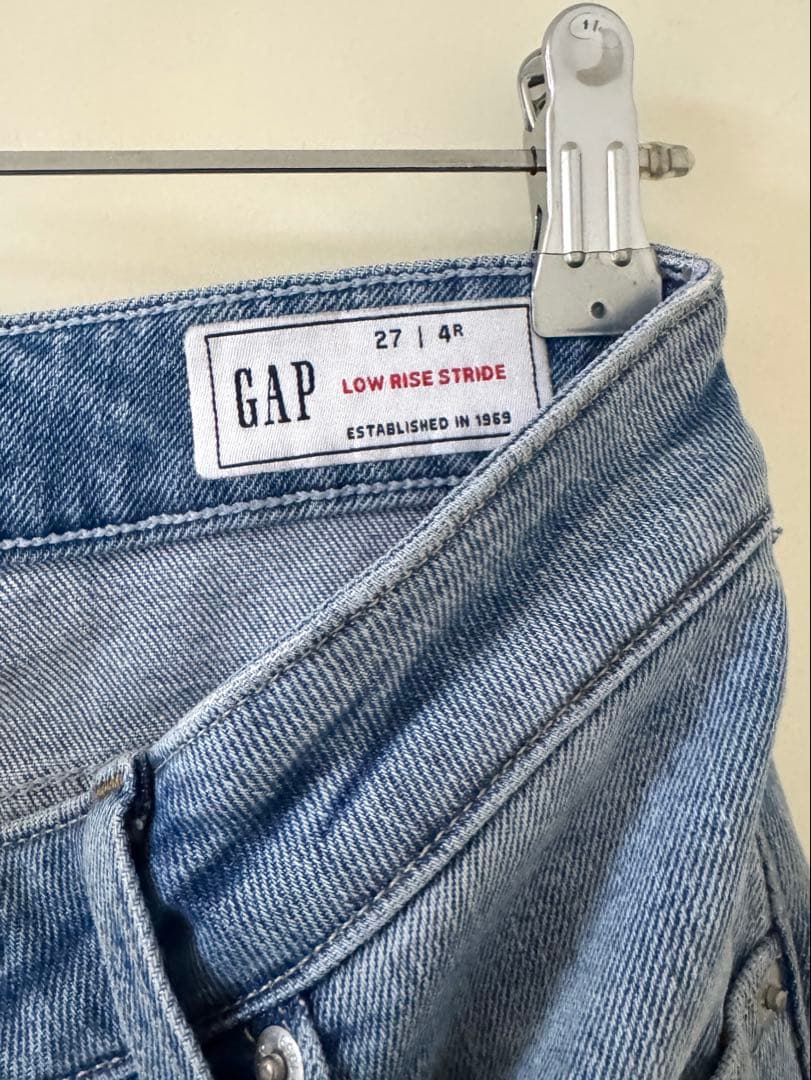 27 | 4R
GAP
LOW RISE STRIDE
ESTABLISHED IN 1969